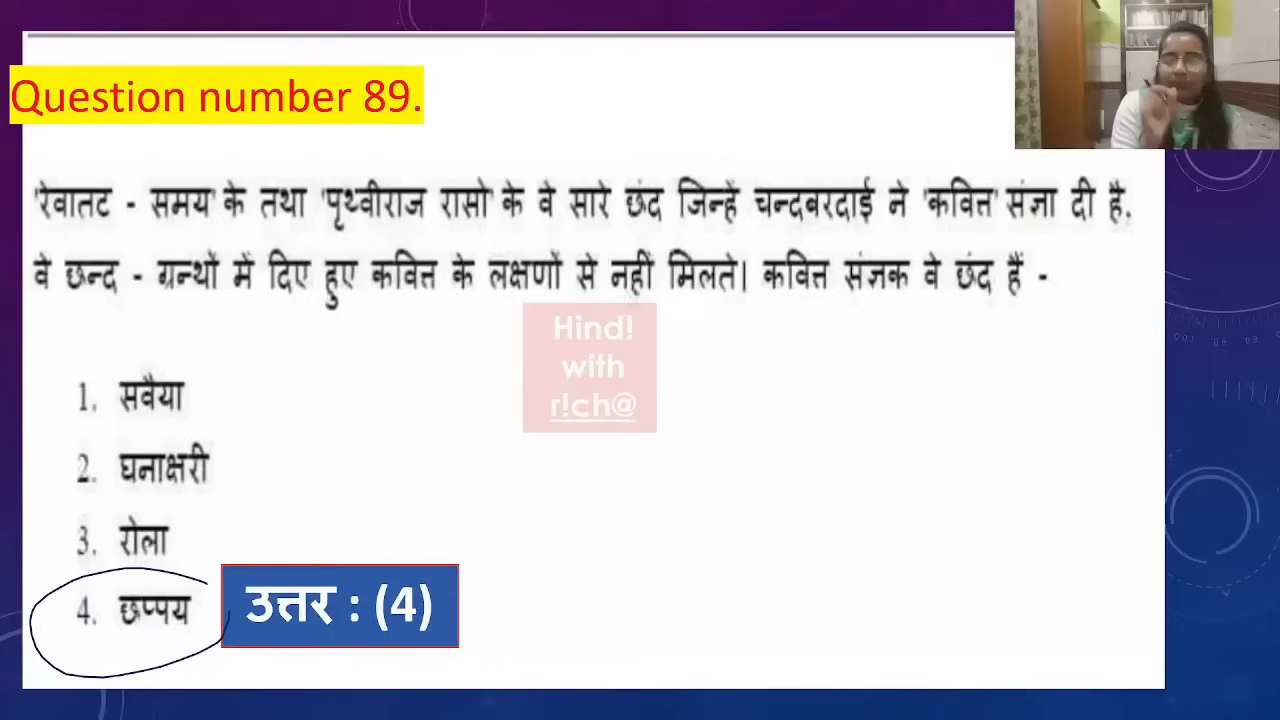 Question number 89.
'रेवातट - समय' के तथा 'पृथ्वीराज रासो' के वे सारे छंद जिन्हें चन्दबरदाई ने 'कवित्त' संज्ञा दी है.
वे छन्द - ग्रन्थों में दिए हुए कवित्त के लक्षणों से नहीं मिलते। कवित्त संज्ञक वे छंद हैं -
Hind!
with
r!ch@
1. सवैया
2. घनाक्षरी
3. रोला
4. छप्पय
उत्तर : (4)